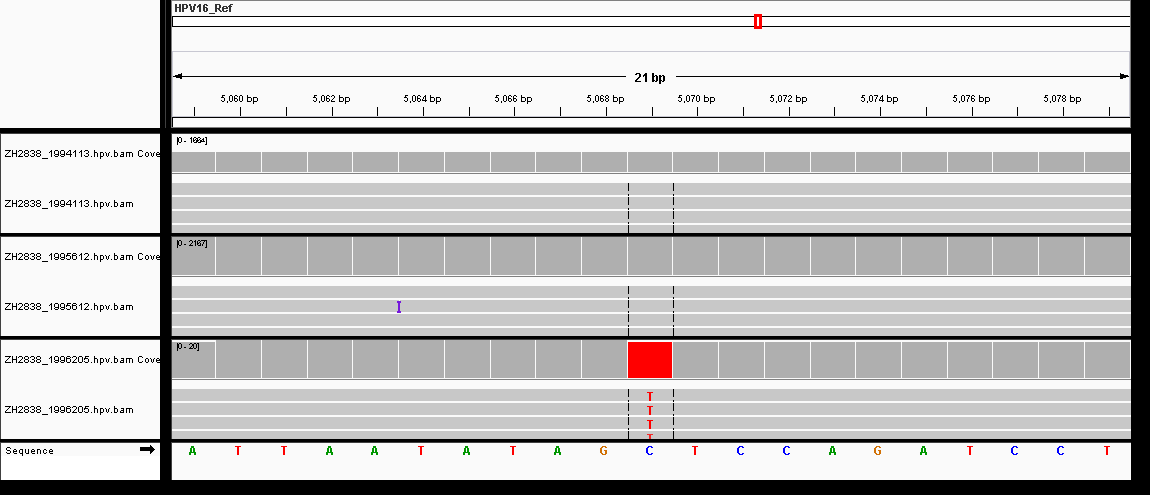 HPV16_Ref
21 bp
5,060 bp 5,062 bp 5,064 bp 5,066 bp 5,068 bp 5,070 bp 5,072 bp 5,074 bp 5,076 bp 5,078 bp
[0 - 1664]
ZH2838_1994113.hpv.bam Cove
ZH2838_1994113.hpv.bam
[0 - 2167]
ZH2838_1995612.hpv.bam Cove
ZH2838_1995612.hpv.bam
I
[0 - 20]
ZH2838_1996205.hpv.bam Cove
T
ZH2838_1996205.hpv.bam T
T
T
Sequence A T T A A T A T A G C T C C A G A T C C T